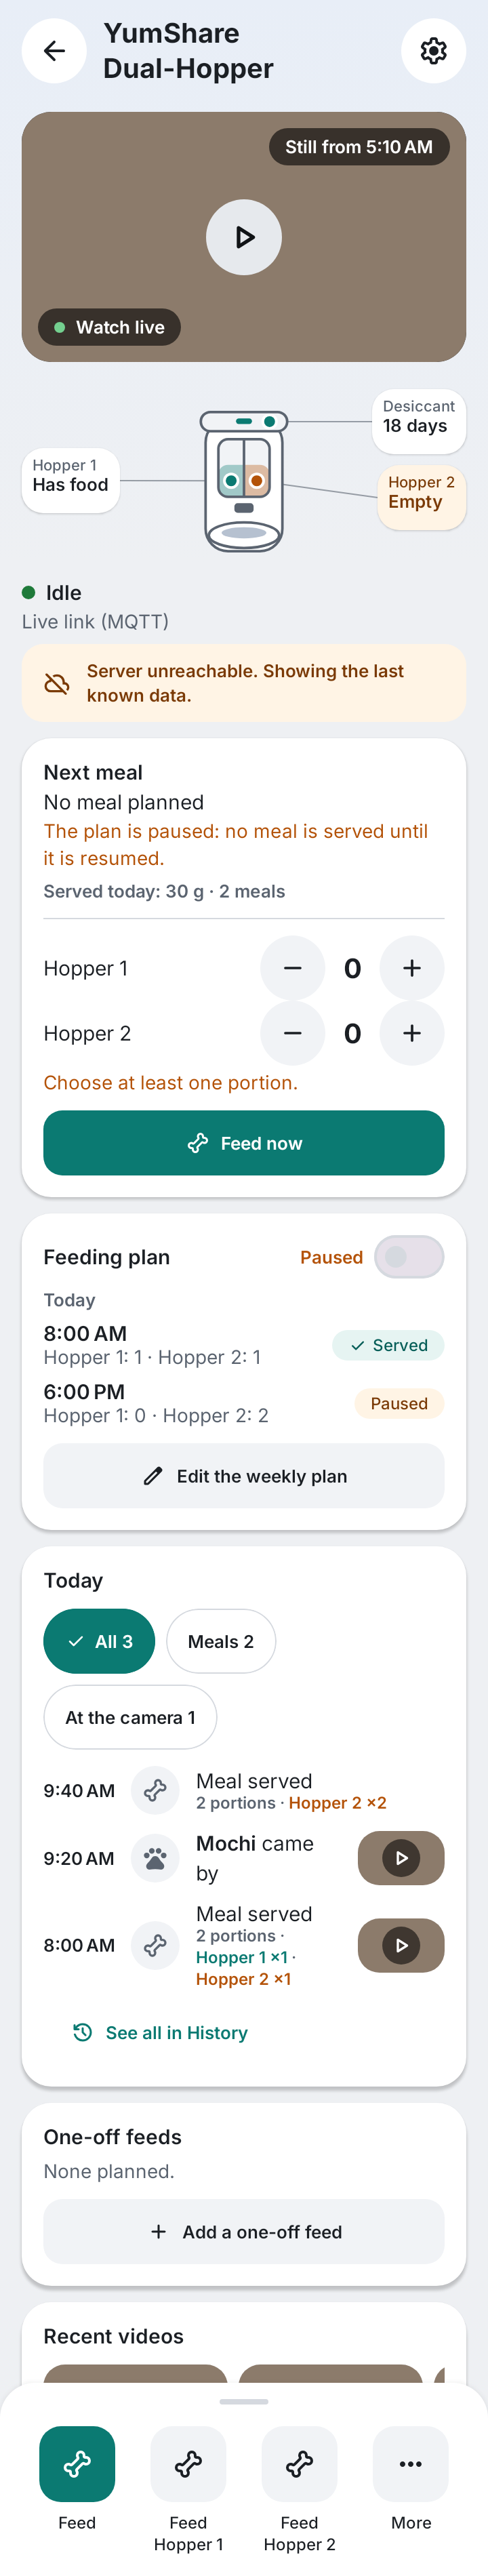 YumShare
Dual-Hopper
Still from 5:10 AM
Watch live
Desiccant
18 days
Hopper 1
Has food
Hopper 2
Empty
Idle
Live link (MQTT)
Server unreachable. Showing the last
known data.
Next meal
No meal planned
The plan is paused: no meal is served until
it is resumed.
Served today: 30 g · 2 meals
Hopper 1
0
Hopper 2
0
Choose at least one portion.
Feed now
Feeding plan
Paused
Today
8:00 AM
Hopper 1: 1 · Hopper 2: 1
Served
6:00 PM
Hopper 1: 0 · Hopper 2: 2
Paused
Edit the weekly plan
Today
All 3
Meals 2
At the camera 1
9:40 AM
Meal served
2 portions · Hopper 2 ×2
9:20 AM
Mochi came
by
8:00 AM
Meal served
2 portions ·
Hopper 1 ×1 ·
Hopper 2 ×1
See all in History
One-off feeds
None planned.
Add a one-off feed
Recent videos
Feed
Feed
Hopper 1
Feed
Hopper 2
More